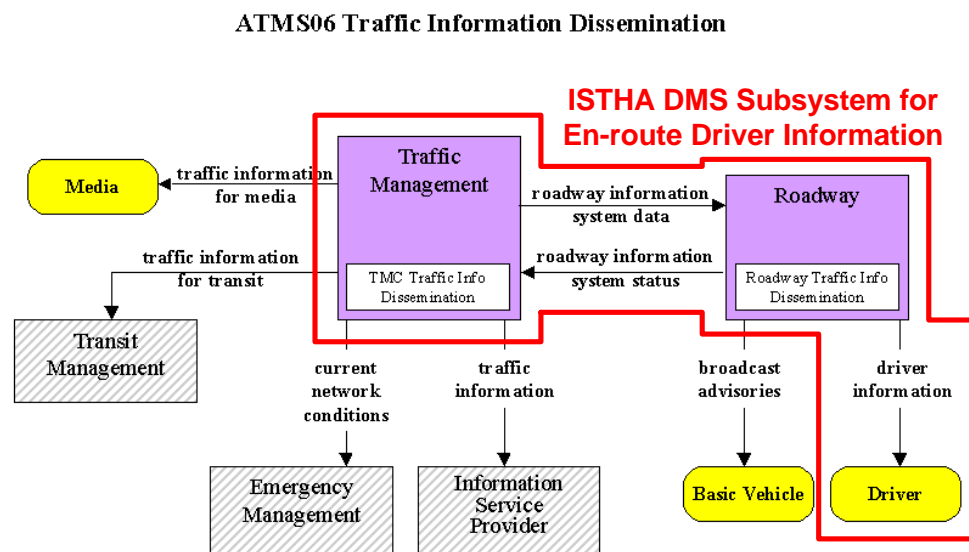 ATMS06 Traffic Information Dissemination
ISTHA DMS Subsystem for
En-route Driver Information
Traffic
Management
Media
traffic information
for media
roadway information
system data
Roadway
traffic information
for transit
TMC Traffic Info
Dissemination
roadway information
system status
Roadway Traffic Info
Dissemination
Transit
Management
current
network
conditions
traffic
information
broadcast
advisories
driver
information
Emergency
Management
Information
Service
Provider
Basic Vehicle
Driver